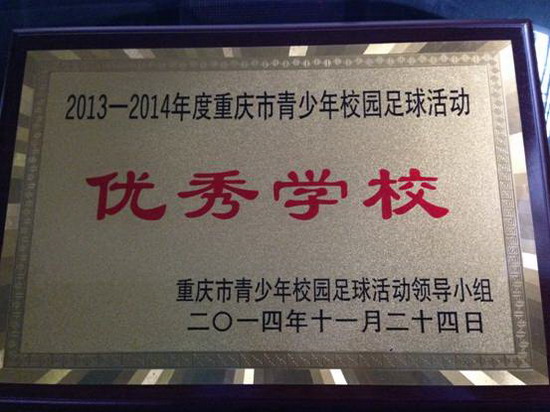 2013—2014年度重庆市青少年校园足球活动
优秀学校
重庆市青少年校园足球活动领导小组
二〇一四年十一月二十四日